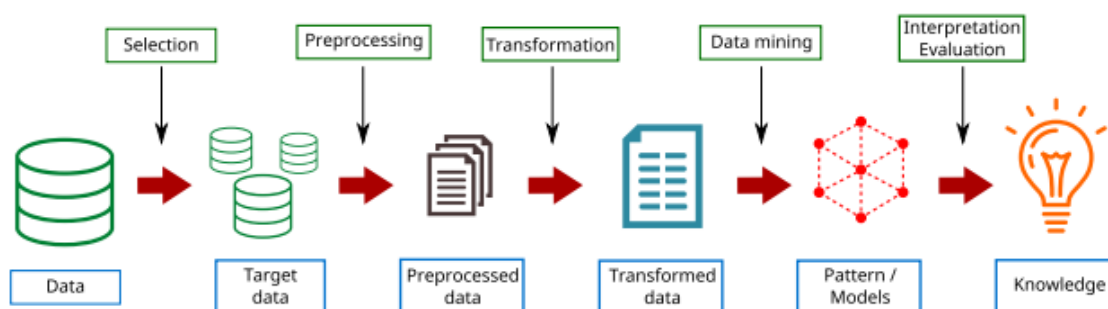 Selection
Preprocessing
Transformation
Data mining
Interpretation
Evaluation
Data
Target
data
Preprocessed
data
Transformed
data
Pattern /
Models
Knowledge